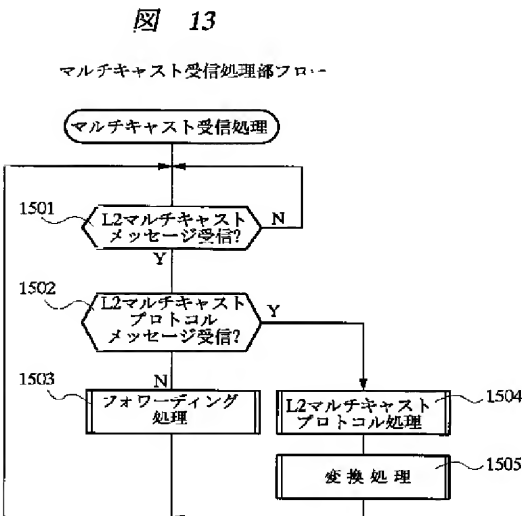 図 13
マルチキャスト受信処理部フロー
マルチキャスト受信処理
1501
L2マルチキャスト
メッセージ受信?
N
Y
1502
L2マルチキャスト
プロトコル
メッセージ受信?
Y
N
1503
フォワーディング
処理
L2マルチキャスト
プロトコル処理
1504
変換処理
1505